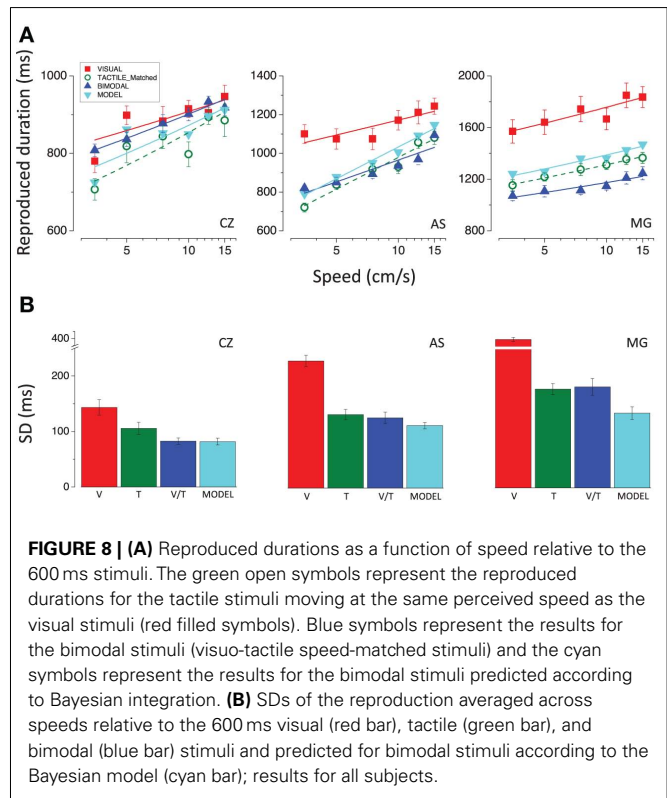 A
Reproduced duration (ms)
1000
800
600
VISUAL
TACTILE_Matched
BIMODAL
MODEL
5 10 15
CZ
1400
1200
1000
800
600
5 10 15
AS
2000
1600
1200
800
5 10 15
MG
Speed (cm/s)
B
SD (ms)
400
200
100
0
CZ
V T V/T MODEL
AS
V T V/T MODEL
MG
V T V/T MODEL
FIGURE 8 | (A) Reproduced durations as a function of speed relative to the
600 ms stimuli. The green open symbols represent the reproduced
durations for the tactile stimuli moving at the same perceived speed as the
visual stimuli (red filled symbols). Blue symbols represent the results for
the bimodal stimuli (visuo-tactile speed-matched stimuli) and the cyan
symbols represent the results for the bimodal stimuli predicted according
to Bayesian integration. (B) SDs of the reproduction averaged across
speeds relative to the 600 ms visual (red bar), tactile (green bar), and
bimodal (blue bar) stimuli and predicted for bimodal stimuli according to the
Bayesian model (cyan bar); results for all subjects.